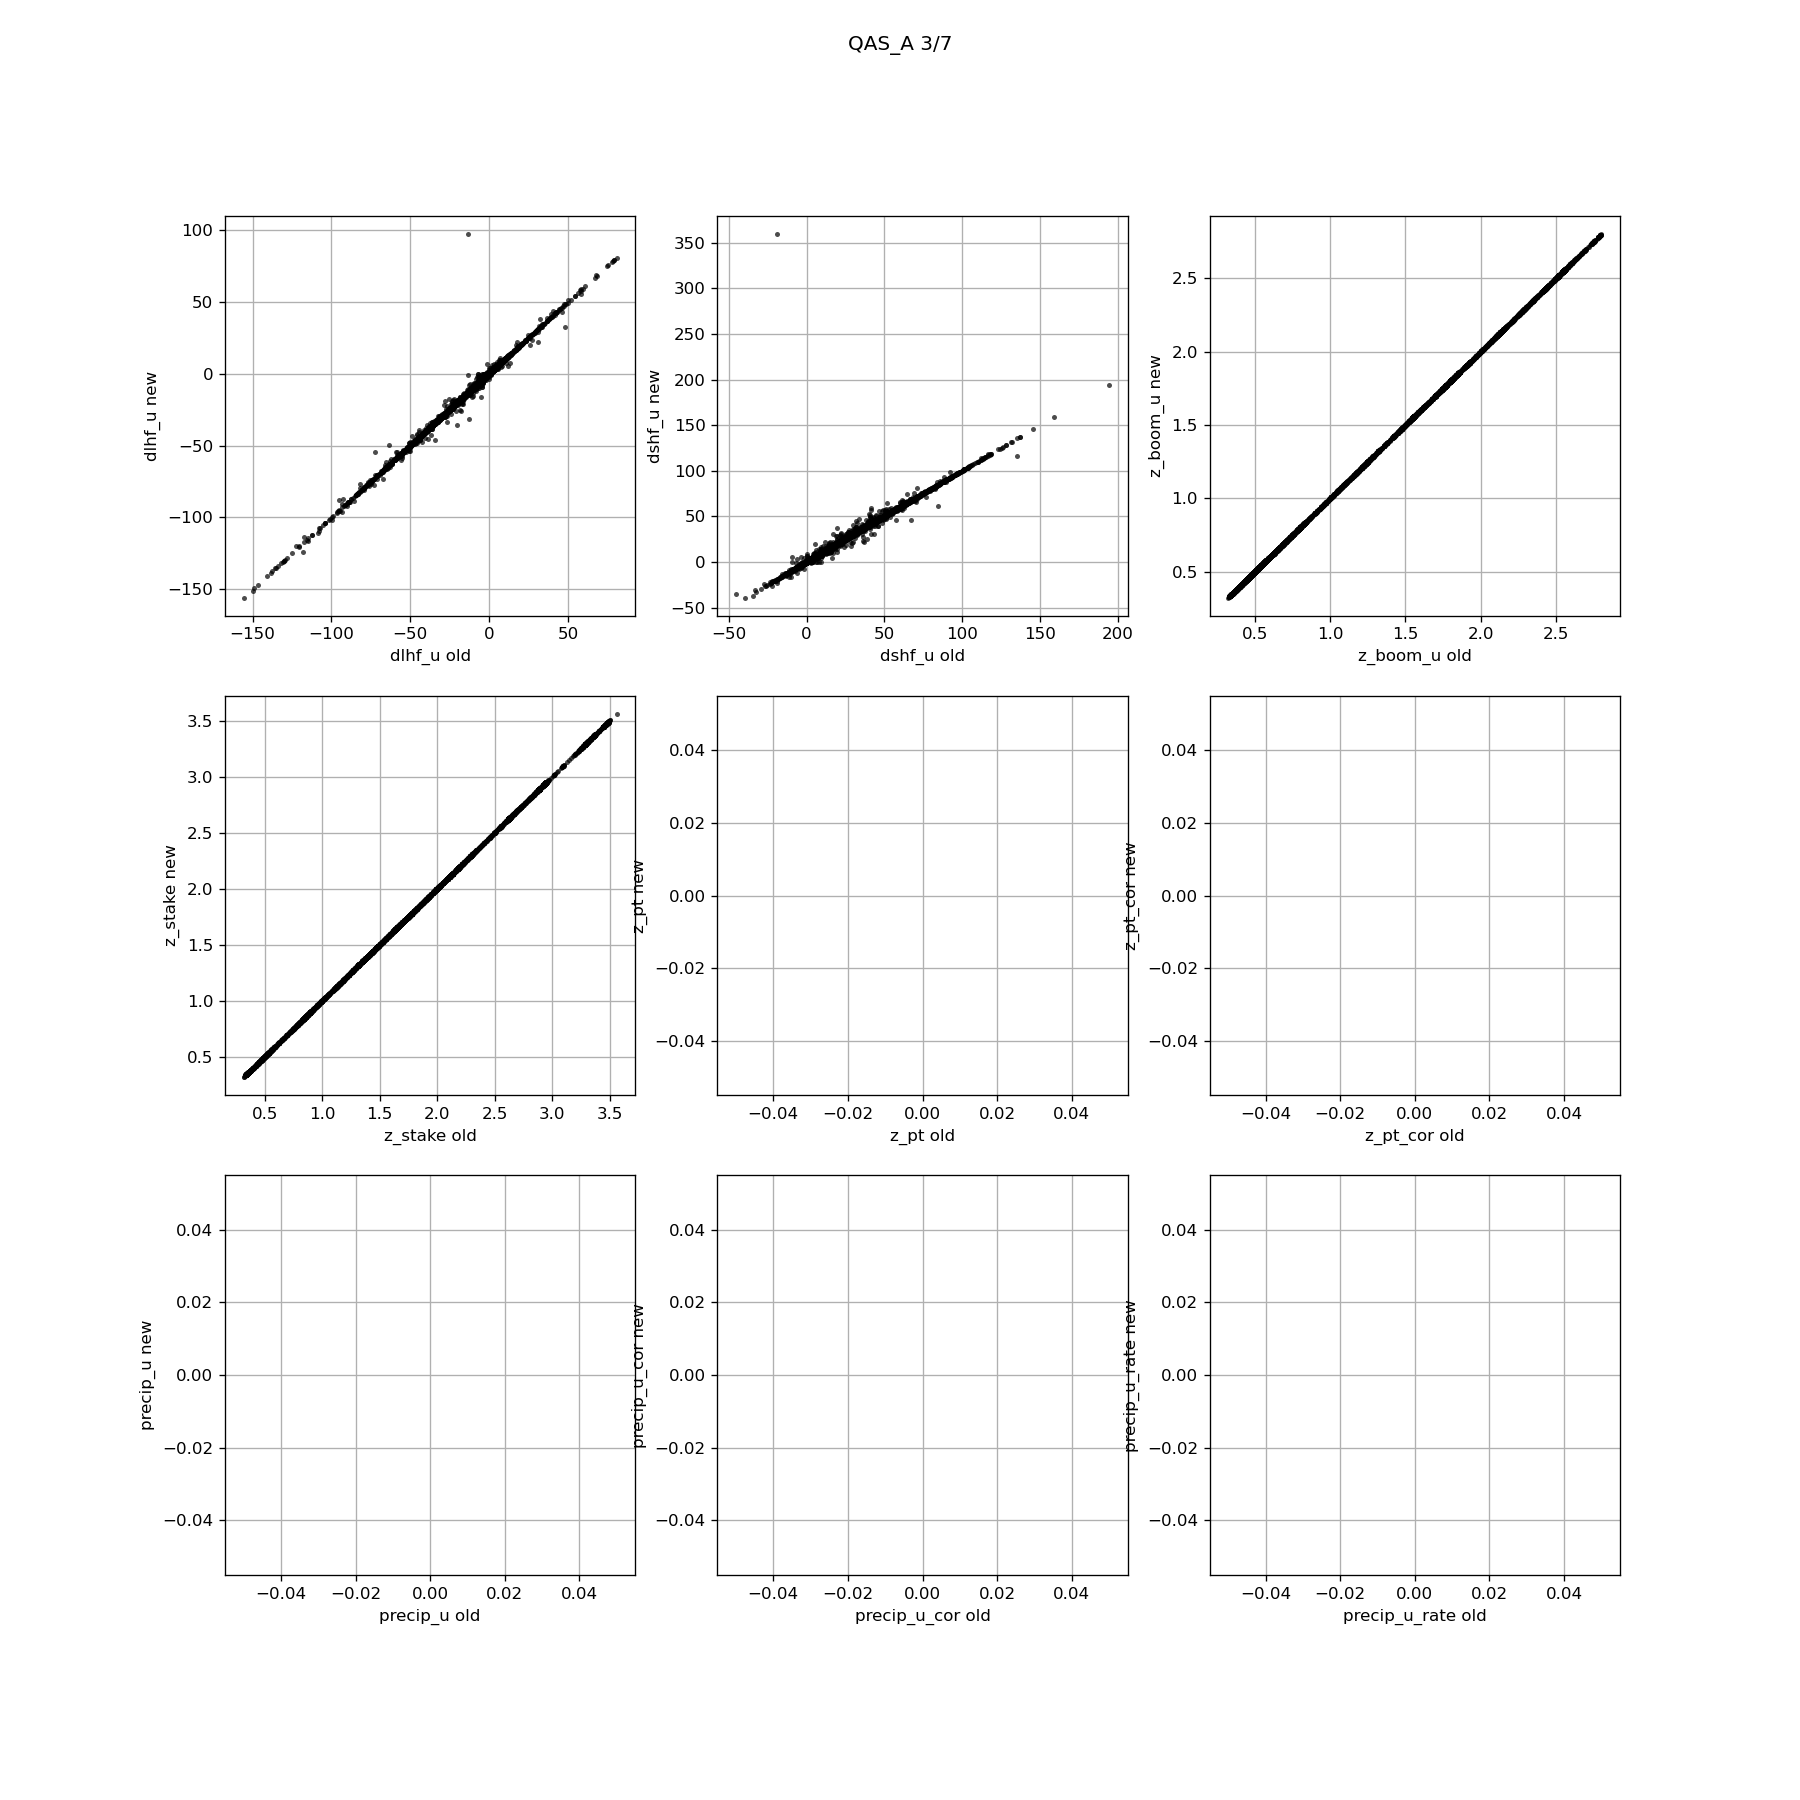 QAS_A 3/7
100
50
0
−50
−100
−150
dlhf_u new
−150 −100 −50 0 50
dlhf_u old
350
300
250
200
150
100
50
0
−50
dshf_u new
−50 0 50 100 150 200
dshf_u old
2.5
2.0
1.5
1.0
0.5
z_boom_u new
0.5 1.0 1.5 2.0 2.5
z_boom_u old
3.5
3.0
2.5
2.0
1.5
1.0
0.5
z_stake new
0.5 1.0 1.5 2.0 2.5 3.0 3.5
z_stake old
0.04
0.02
0.00
−0.02
−0.04
z_pt new
−0.04 −0.02 0.00 0.02 0.04
z_pt old
0.04
0.02
0.00
−0.02
−0.04
z_pt_cor new
−0.04 −0.02 0.00 0.02 0.04
z_pt_cor old
0.04
0.02
0.00
−0.02
−0.04
precip_u new
−0.04 −0.02 0.00 0.02 0.04
precip_u old
0.04
0.02
0.00
−0.02
−0.04
precip_u_cor new
−0.04 −0.02 0.00 0.02 0.04
precip_u_cor old
0.04
0.02
0.00
−0.02
−0.04
precip_u_rate new
−0.04 −0.02 0.00 0.02 0.04
precip_u_rate old